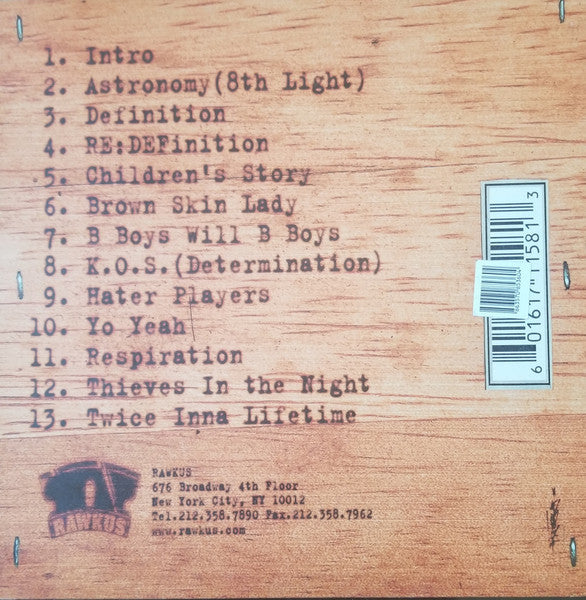 1. Intro
2. Astronomy(8th Light)
3. Definition
4. RE:DEFinition
5. Children's Story
6. Brown Skin Lady
7. B Boys Will B Boys
8. K.O.S.(Determination)
9. Hater Players
10. Yo Yeah
11. Respiration
12. Thieves In the Night
13. Twice Inna Lifetime
6 01617 11581 3
RAWKUS
RAWKUS
676 Broadway 4th Floor
New York City, NY 10012
Tel.212.358.7890 Fax.212.358.7962
www.rawkus.com